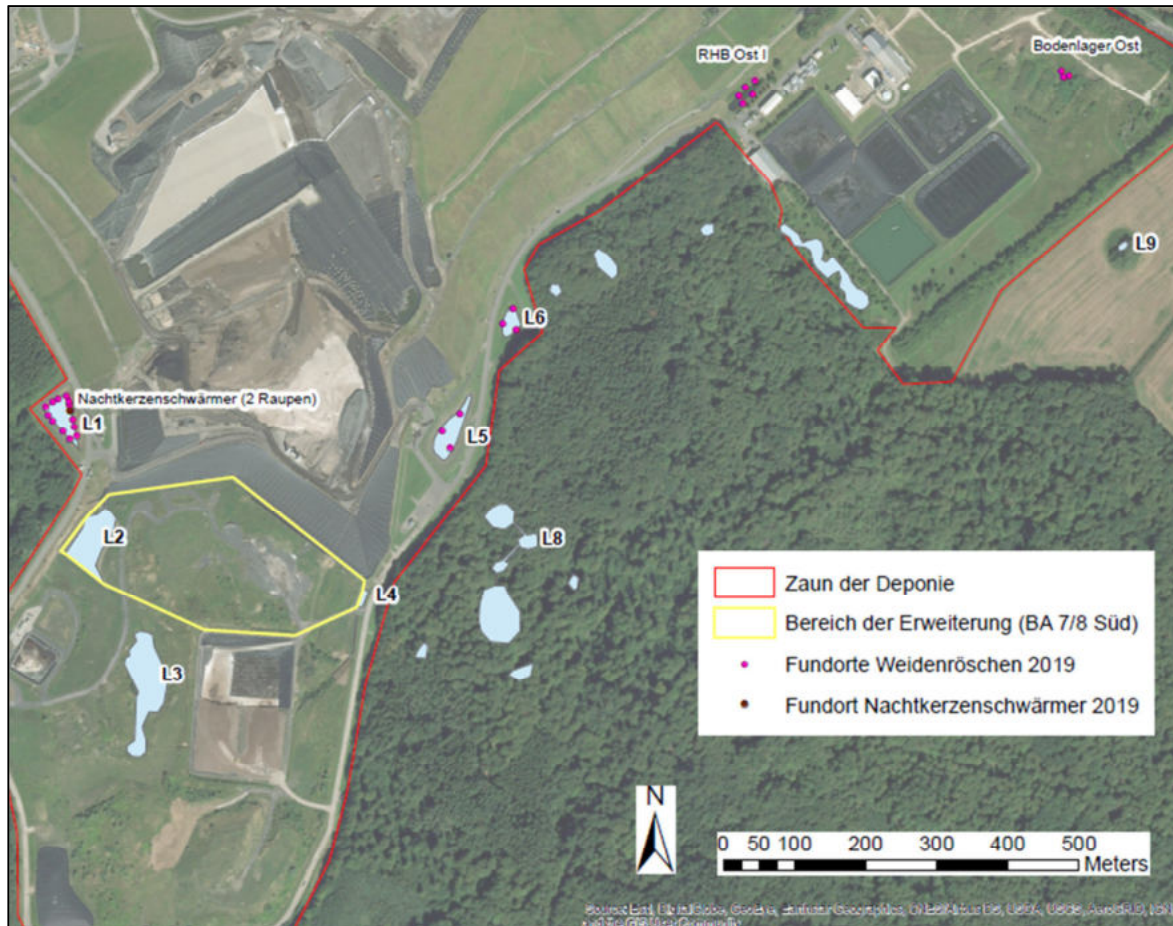 RHB Ost I
Bodenlager Ost
L9
L6
Nachtkerzenschwärmer (2 Raupen)
L1
L5
L2
L8
L4
L3
Zaun der Deponie
Bereich der Erweiterung (BA 7/8 Süd)
Fundorte Weidenröschen 2019
Fundort Nachtkerzenschwärmer 2019
N
0 50 100 200 300 400 500
Meters